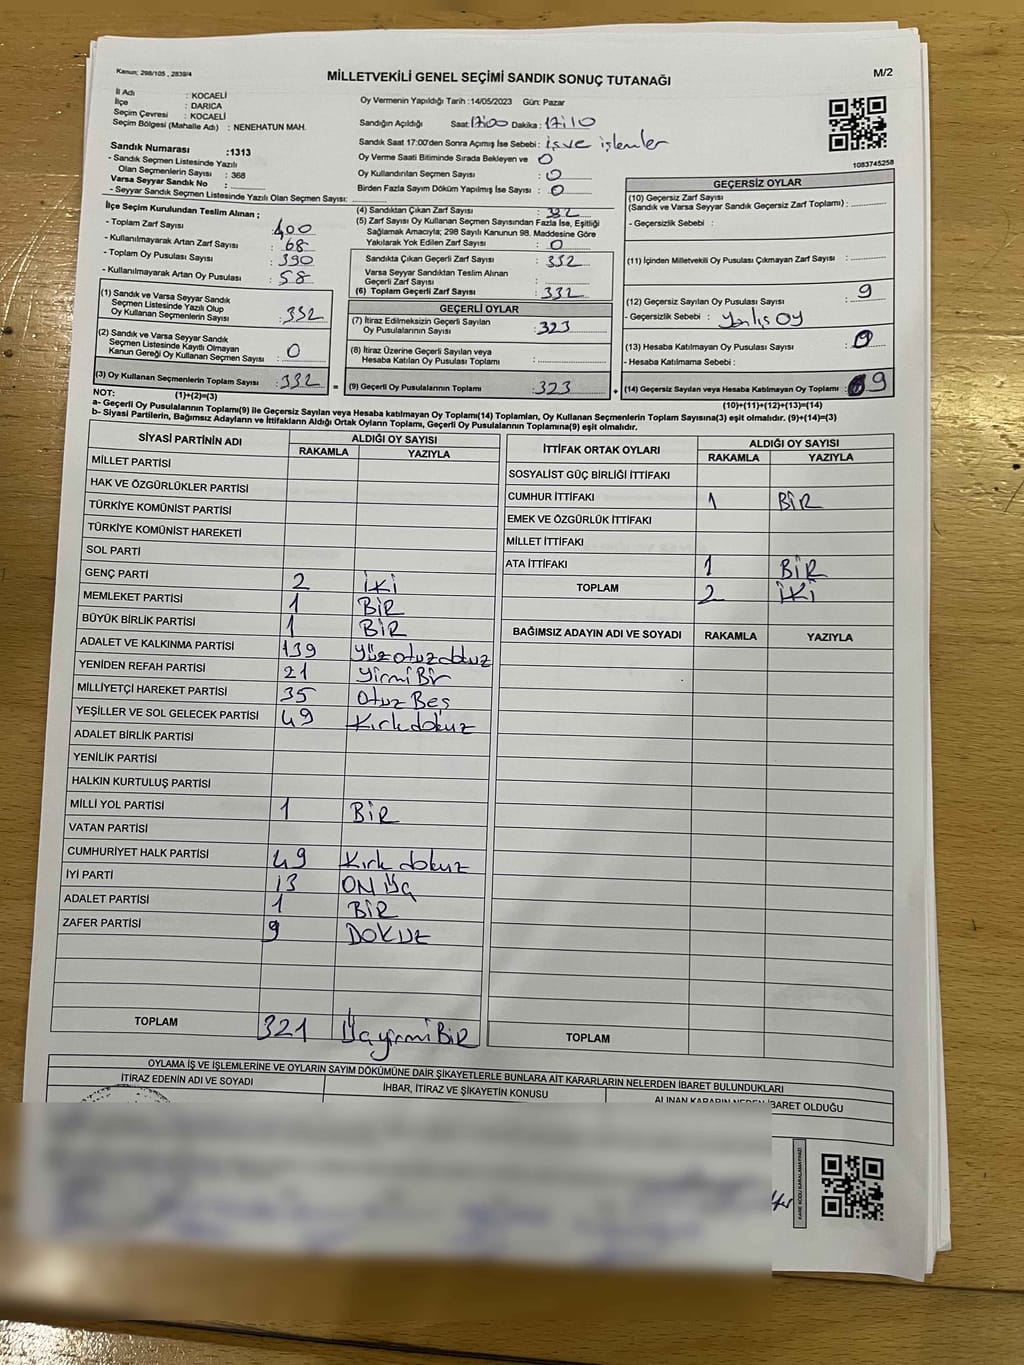 Kanun: 298/105 , 2839/4
MİLLETVEKİLİ GENEL SEÇİMİ SANDIK SONUÇ TUTANAĞI
M/2
İl Adı : KOCAELİ
İlçe : DARICA
Seçim Çevresi : KOCAELİ
Seçim Bölgesi (Mahalle Adı) : NENEHATUN MAH.
Sandık Numarası :1313
- Sandık Seçmen Listesinde Yazılı
Olan Seçmenlerin Sayısı : 368
Varsa Seyyar Sandık No :
- Seyyar Sandık Seçmen Listesinde Yazılı Olan Seçmen Sayısı:
Oy Vermenin Yapıldığı Tarih :14/05/2023 Gün: Pazar
Sandığın Açıldığı Saat: 17:00 Dakika : 17:10
Sandık Saat 17:00'den Sonra Açımış İse Sebebi : işve işlemler
Oy Verme Saati Bitiminde Sırada Bekleyen ve 0
Oy Kullandırılan Seçmen Sayısı : 0
Birden Fazla Sayım Döküm Yapılmış İse Sayısı : 0
1083745258
İlçe Seçim Kurulundan Teslim Alınan ;
- Toplam Zarf Sayısı : 400
- Kullanılmayarak Artan Zarf Sayısı : 68
- Toplam Oy Pusulası Sayısı : 390
- Kullanılmayarak Artan Oy Pusulası : 58
(1) Sandık ve Varsa Seyyar Sandık
Seçmen Listesinde Yazılı Olup
Oy Kullanan Seçmenlerin Sayısı : 332
(2) Sandık ve Varsa Seyyar Sandık
Seçmen Listesinde Kayıtlı Olmayan
Kanun Gereği Oy Kullanan Seçmen Sayısı : 0
(3) Oy Kullanan Seçmenlerin Toplam Sayısı : 332 =
(1)+(2)=(3)
(4) Sandıktan Çıkan Zarf Sayısı : 332
(5) Zarf Sayısı Oy Kullanan Seçmen Sayısından Fazla İse, Eşitliği
Sağlamak Amacıyla; 298 Sayılı Kanunun 98. Maddesine Göre
Yakılarak Yok Edilen Zarf Sayısı : 0
Sandıkta Çıkan Geçerli Zarf Sayısı : 332
Varsa Seyyar Sandıktan Teslim Alınan
Geçerli Zarf Sayısı :
(6) Toplam Geçerli Zarf Sayısı : 332
GEÇERLİ OYLAR
(7) İtiraz Edilmeksizin Geçerli Sayılan
Oy Pusulalarının Sayısı : 323
(8) İtiraz Üzerine Geçerli Sayılan veya
Hesaba Katılan Oy Pusulası Toplamı :
(9) Geçerli Oy Pusulalarının Toplamı : 323 +
GEÇERSİZ OYLAR
(10) Geçersiz Zarf Sayısı
(Sandık ve Varsa Seyyar Sandık Geçersiz Zarf Toplamı) :
- Geçersizlik Sebebi :
(11) İçinden Milletvekili Oy Pusulası Çıkmayan Zarf Sayısı :
(12) Geçersiz Sayılan Oy Pusulası Sayısı : 9
- Geçersizlik Sebebi : Yanlış OY
(13) Hesaba Katılmayan Oy Pusulası Sayısı : 0
- Hesaba Katılmama Sebebi :
(14) Geçersiz Sayılan veya Hesaba Katılmayan Oy Toplamı : 9
(10)+(11)+(12)+(13)=(14)
NOT:
a- Geçerli Oy Pusulalarının Toplamı(9) ile Geçersiz Sayılan veya Hesaba katılmayan Oy Toplamı(14) Toplamları, Oy Kullanan Seçmenlerin Toplam Sayısına(3) eşit olmalıdır. (9)+(14)=(3)
b- Siyasi Partilerin, Bağımsız Adayların ve İttifakların Aldığı Ortak Oyların Toplamı, Geçerli Oy Pusulalarının Toplamına(9) eşit olmalıdır.
SİYASİ PARTİNİN ADI ALDIĞI OY SAYISI
RAKAMLA YAZIYLA
MİLLET PARTİSİ
HAK VE ÖZGÜRLÜKLER PARTİSİ
TÜRKİYE KOMÜNİST PARTİSİ
TÜRKİYE KOMÜNİST HAREKETİ
SOL PARTİ
GENÇ PARTİ 2 İKİ
MEMLEKET PARTİSİ 1 BİR
BÜYÜK BİRLİK PARTİSİ 1 BİR
ADALET VE KALKINMA PARTİSİ 139 Yüzotuzdokuz
YENİDEN REFAH PARTİSİ 21 Yirmi Bir
MİLLİYETÇİ HAREKET PARTİSİ 35 Otuz Beş
YEŞİLLER VE SOL GELECEK PARTİSİ 49 Kırk dokuz
ADALET BİRLİK PARTİSİ
YENİLİK PARTİSİ
HALKIN KURTULUŞ PARTİSİ
MİLLİ YOL PARTİSİ 1 BİR
VATAN PARTİSİ
CUMHURİYET HALK PARTİSİ 49 Kırk dokuz
İYİ PARTİ 13 ON Üç
ADALET PARTİSİ 1 BİR
ZAFER PARTİSİ 9 DOKUZ
TOPLAM 321 Üçyirmi BİR
İTTİFAK ORTAK OYLARI ALDIĞI OY SAYISI
RAKAMLA YAZIYLA
SOSYALİST GÜÇ BİRLİĞİ İTTİFAKI
CUMHUR İTTİFAKI 1 BİR
EMEK VE ÖZGÜRLÜK İTTİFAKI
MİLLET İTTİFAKI
ATA İTTİFAKI 1 BİR
TOPLAM 2 İKİ
BAĞIMSIZ ADAYIN ADI VE SOYADI RAKAMLA YAZIYLA
TOPLAM
OYLAMA İŞ VE İŞLEMLERİNE VE OYLARIN SAYIM DÖKÜMÜNE DAİR ŞİKAYETLERLE BUNLARA AİT KARARLARIN NELERDEN İBARET BULUNDUKLARI
İTİRAZ EDENİN ADI VE SOYADI
İHBAR, İTİRAZ VE ŞİKAYETİN KONUSU
ALINAN KARARIN NEDEN İBARET OLDUĞU
KARE KODU KARALAMAYINIZ!